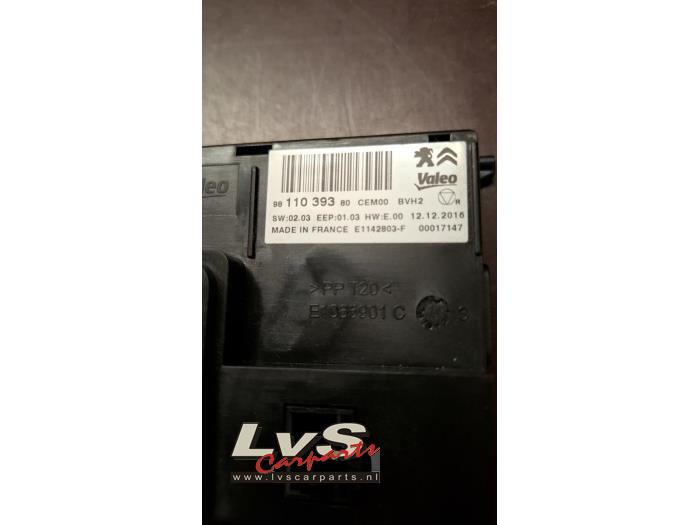 Valeo
98 110 393 80 CEM00 BVH2 R
SW:02.03 EEP:01.03 HW:E.00 12.12.2016
MADE IN FRANCE E1142803-F 00017147
>PP T20<
C 3
LvS
Carparts
www.lvscarparts.nl